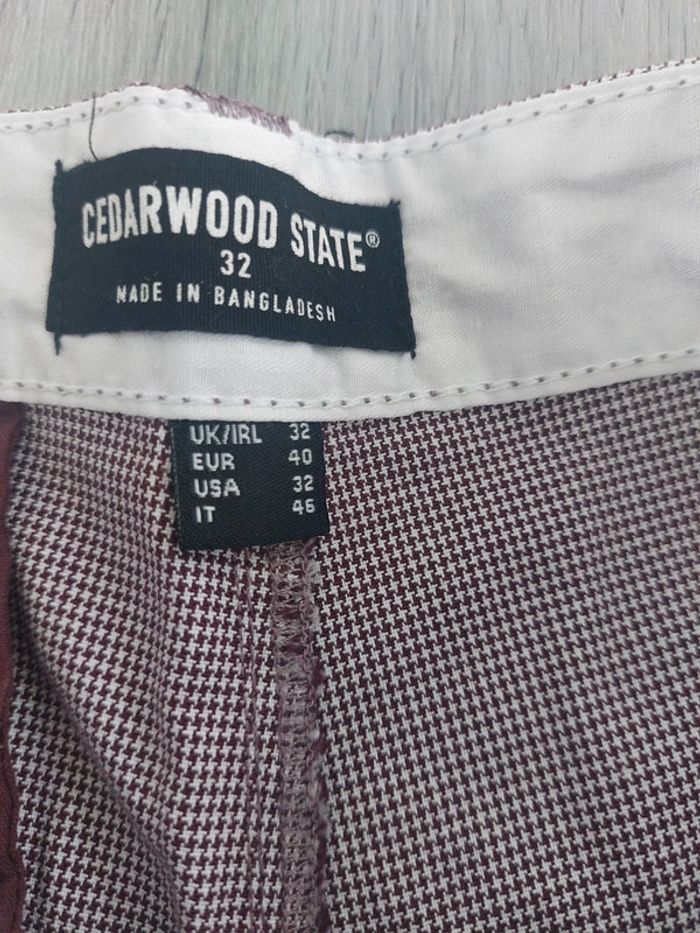 CEDARWOOD STATE®
32
MADE IN BANGLADESH
UK/IRL 32
EUR 40
USA 32
IT 46